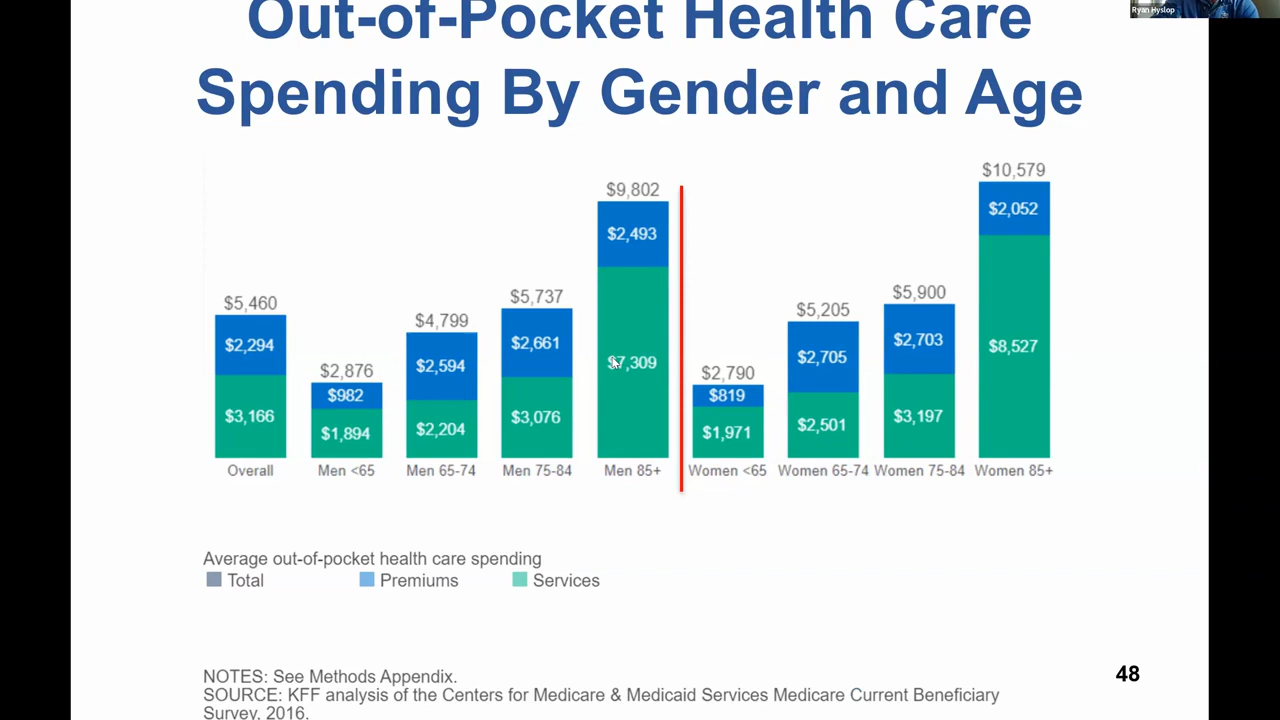 Ryan Hyslop
Out-of-Pocket Health Care
Spending By Gender and Age
$5,460
$2,294
$3,166
Overall
$2,876
$982
$1,894
Men <65
$4,799
$2,594
$2,204
Men 65-74
$5,737
$2,661
$3,076
Men 75-84
$9,802
$2,493
$7,309
Men 85+
$2,790
$819
$1,971
Women <65
$5,205
$2,705
$2,501
Women 65-74
$5,900
$2,703
$3,197
Women 75-84
$10,579
$2,052
$8,527
Women 85+
Average out-of-pocket health care spending
Total Premiums Services
NOTES: See Methods Appendix.
SOURCE: KFF analysis of the Centers for Medicare & Medicaid Services Medicare Current Beneficiary
Survey, 2016.
48